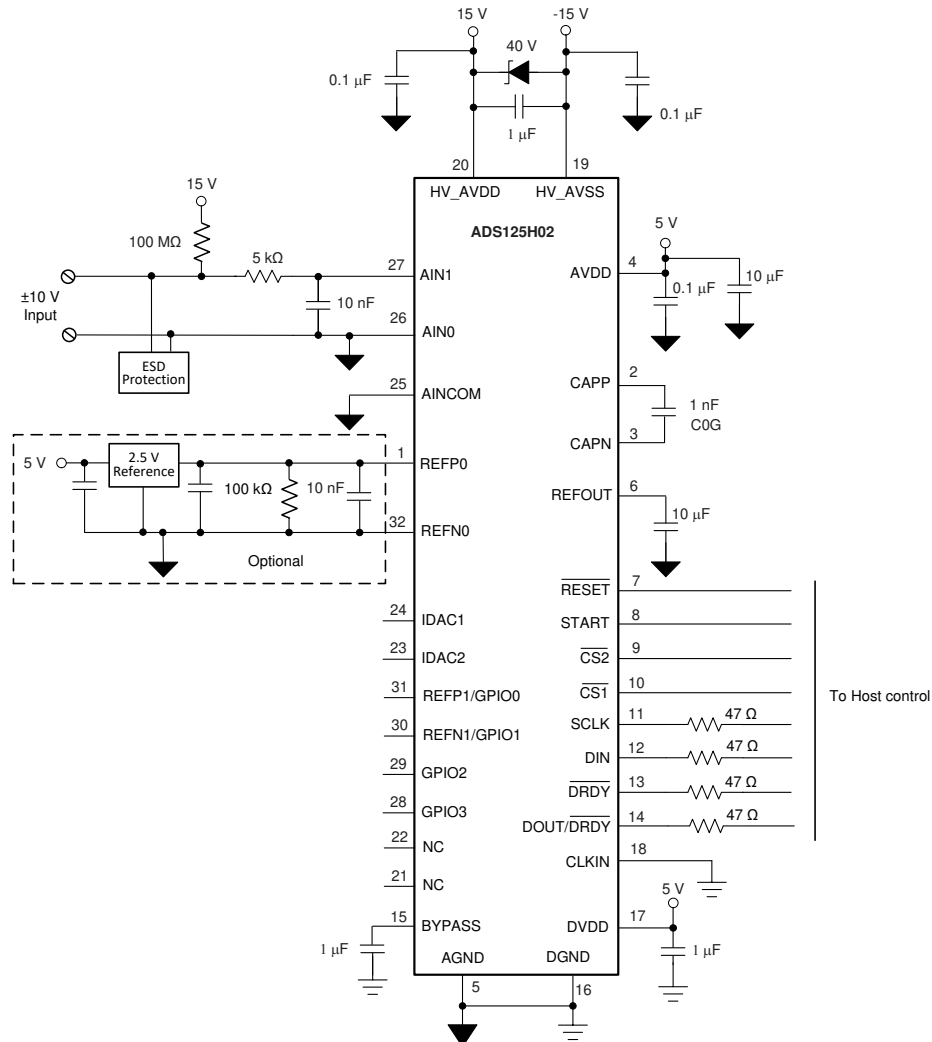 15 V
-15 V
40 V
0.1 μF
0.1 μF
1 μF
20
19
HV_AVDD
HV_AVSS
ADS125H02
15 V
100 MΩ
5 kΩ
27
AIN1
±10 V
Input
10 nF
26
AIN0
ESD
Protection
25
AINCOM
5 V
4
AVDD
0.1 μF
10 μF
2
CAPP
1 nF
C0G
3
CAPN
5 V
2.5 V
Reference
100 kΩ
10 nF
1
REFP0
32
REFN0
Optional
6
REFOUT
10 μF
7
RESET
8
START
9
CS2
10
CS1
11
SCLK
47 Ω
12
DIN
47 Ω
13
DRDY
47 Ω
14
DOUT/DRDY
47 Ω
To Host control
24
IDAC1
23
IDAC2
31
REFP1/GPIO0
30
REFN1/GPIO1
29
GPIO2
28
GPIO3
22
NC
21
NC
15
BYPASS
1 μF
18
CLKIN
5 V
17
DVDD
1 μF
AGND
DGND
5
16